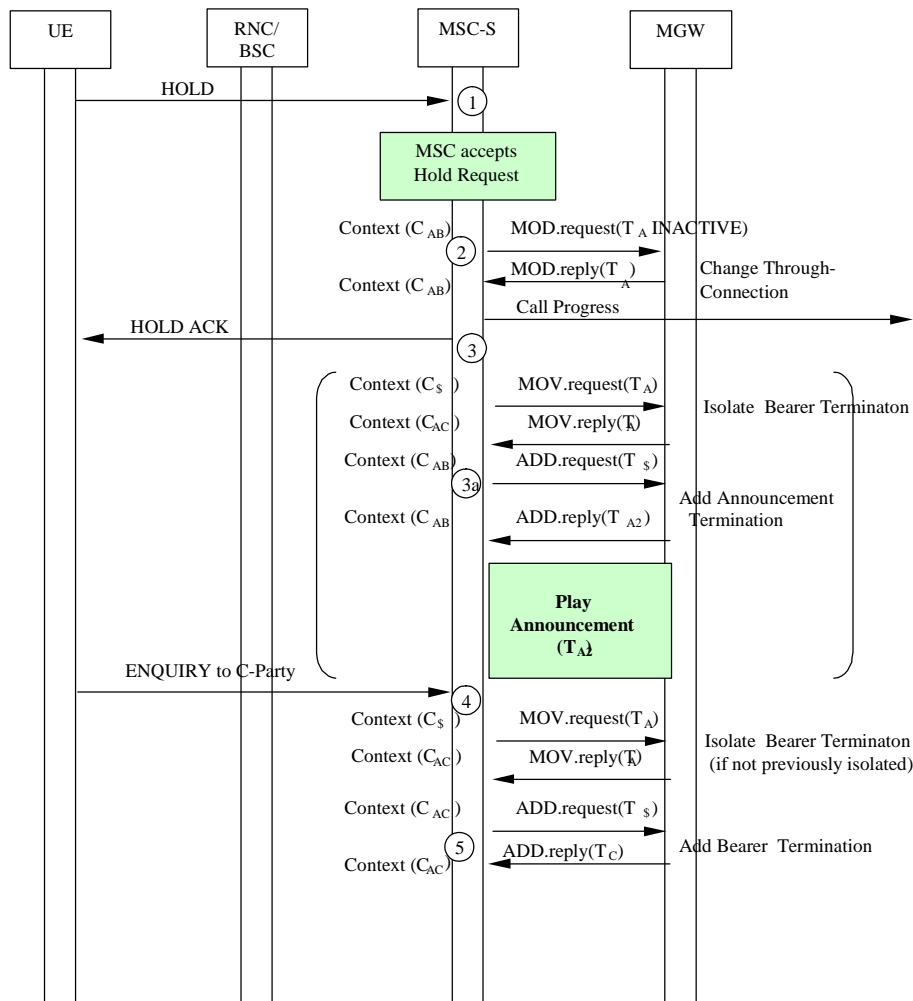 UE
RNC/
BSC
MSC-S
MGW
HOLD
1
MSC accepts
Hold Request
Context (C AB)
MOD.request(T A INACTIVE)
2
MOD.reply(T A)
Change Through-
Connection
Context (C AB)
Call Progress
HOLD ACK
3
Context (C $ )
MOV.request(T A)
Isolate Bearer Terminaton
Context (C AC)
MOV.reply(T A)
Context (C AB)
ADD.request(T $)
3a
Add Announcement
Termination
Context (C AB
ADD.reply(T A2)
Play
Announcement
(T A2)
ENQUIRY to C-Party
4
Context (C $ )
MOV.request(T A)
Isolate Bearer Terminaton
(if not previously isolated)
Context (C AC)
MOV.reply(T A)
Context (C AC)
ADD.request(T $)
5
ADD.reply(T C)
Add Bearer Termination
Context (C AC)